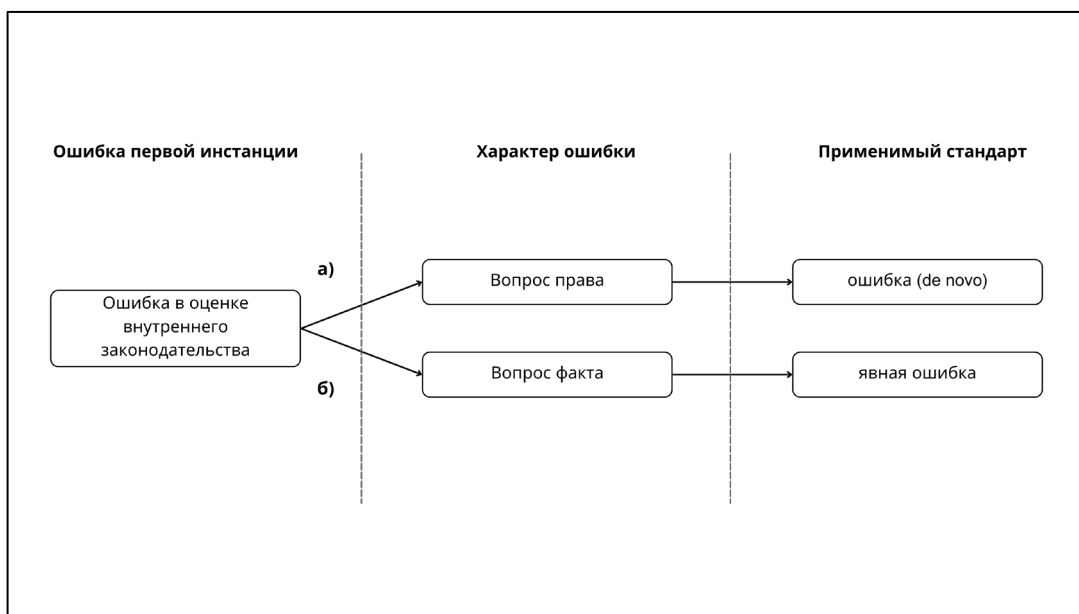 Ошибка первой инстанции
Характер ошибки
Применимый стандарт
а)
Вопрос права
ошибка (de novo)
Ошибка в оценке
внутреннего
законодательства
Вопрос факта
явная ошибка
б)